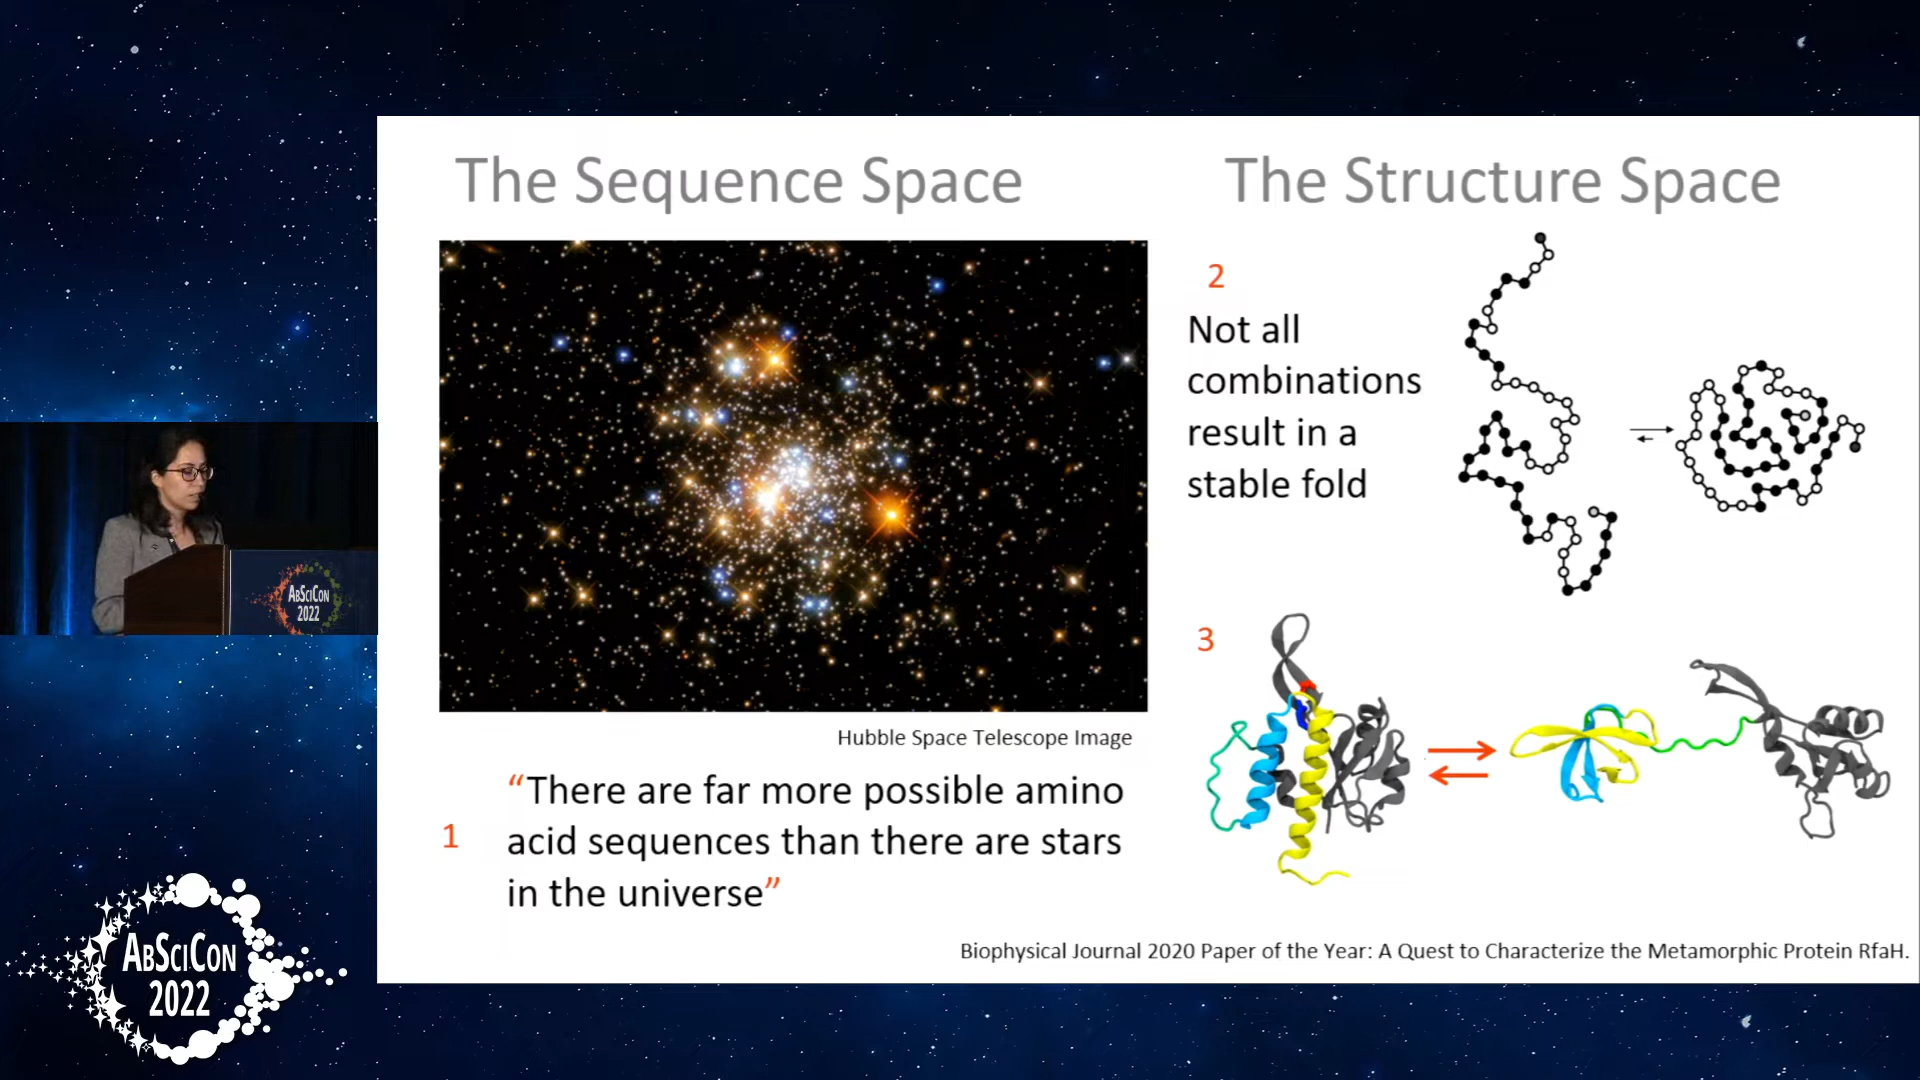 The Sequence Space
The Structure Space
2
Not all
combinations
result in a
stable fold
3
Hubble Space Telescope Image
1
“There are far more possible amino
acid sequences than there are stars
in the universe”
Biophysical Journal 2020 Paper of the Year: A Quest to Characterize the Metamorphic Protein RfaH.
ABSCICON
2022
ABSCICON
2022